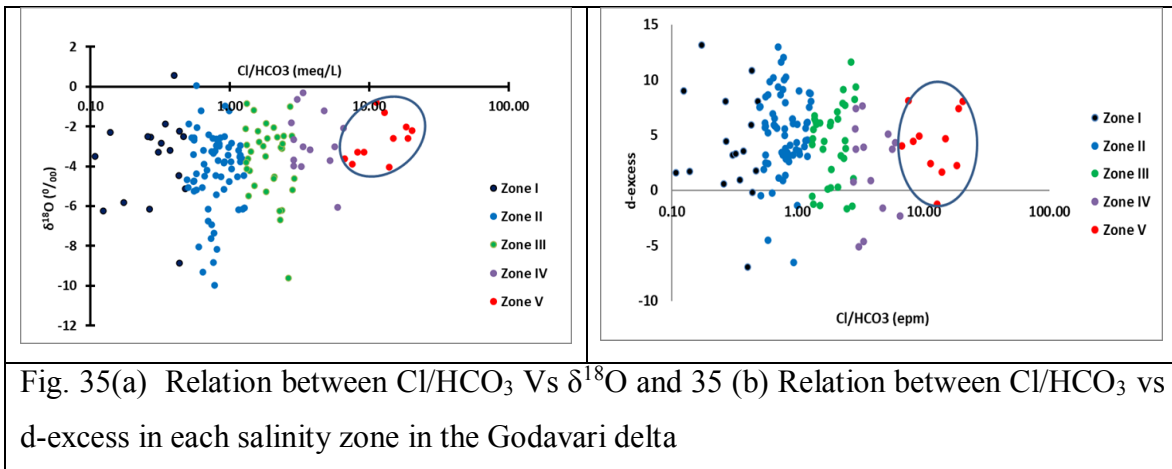 2
Cl/HCO3 (meq/L)
0
0.10 1.00 10.00 100.00
-2
-4
-6
-8
-10
-12
δ18O (0/00)
Zone I
Zone II
Zone III
Zone IV
Zone V
15
10
5
0
0.10 1.00 10.00 100.00
-5
-10
d-excess
Cl/HCO3 (epm)
Zone I
Zone II
Zone III
Zone IV
Zone V
Fig. 35(a) Relation between Cl/HCO₃ Vs δ¹⁸O and 35 (b) Relation between Cl/HCO₃ vs
d-excess in each salinity zone in the Godavari delta